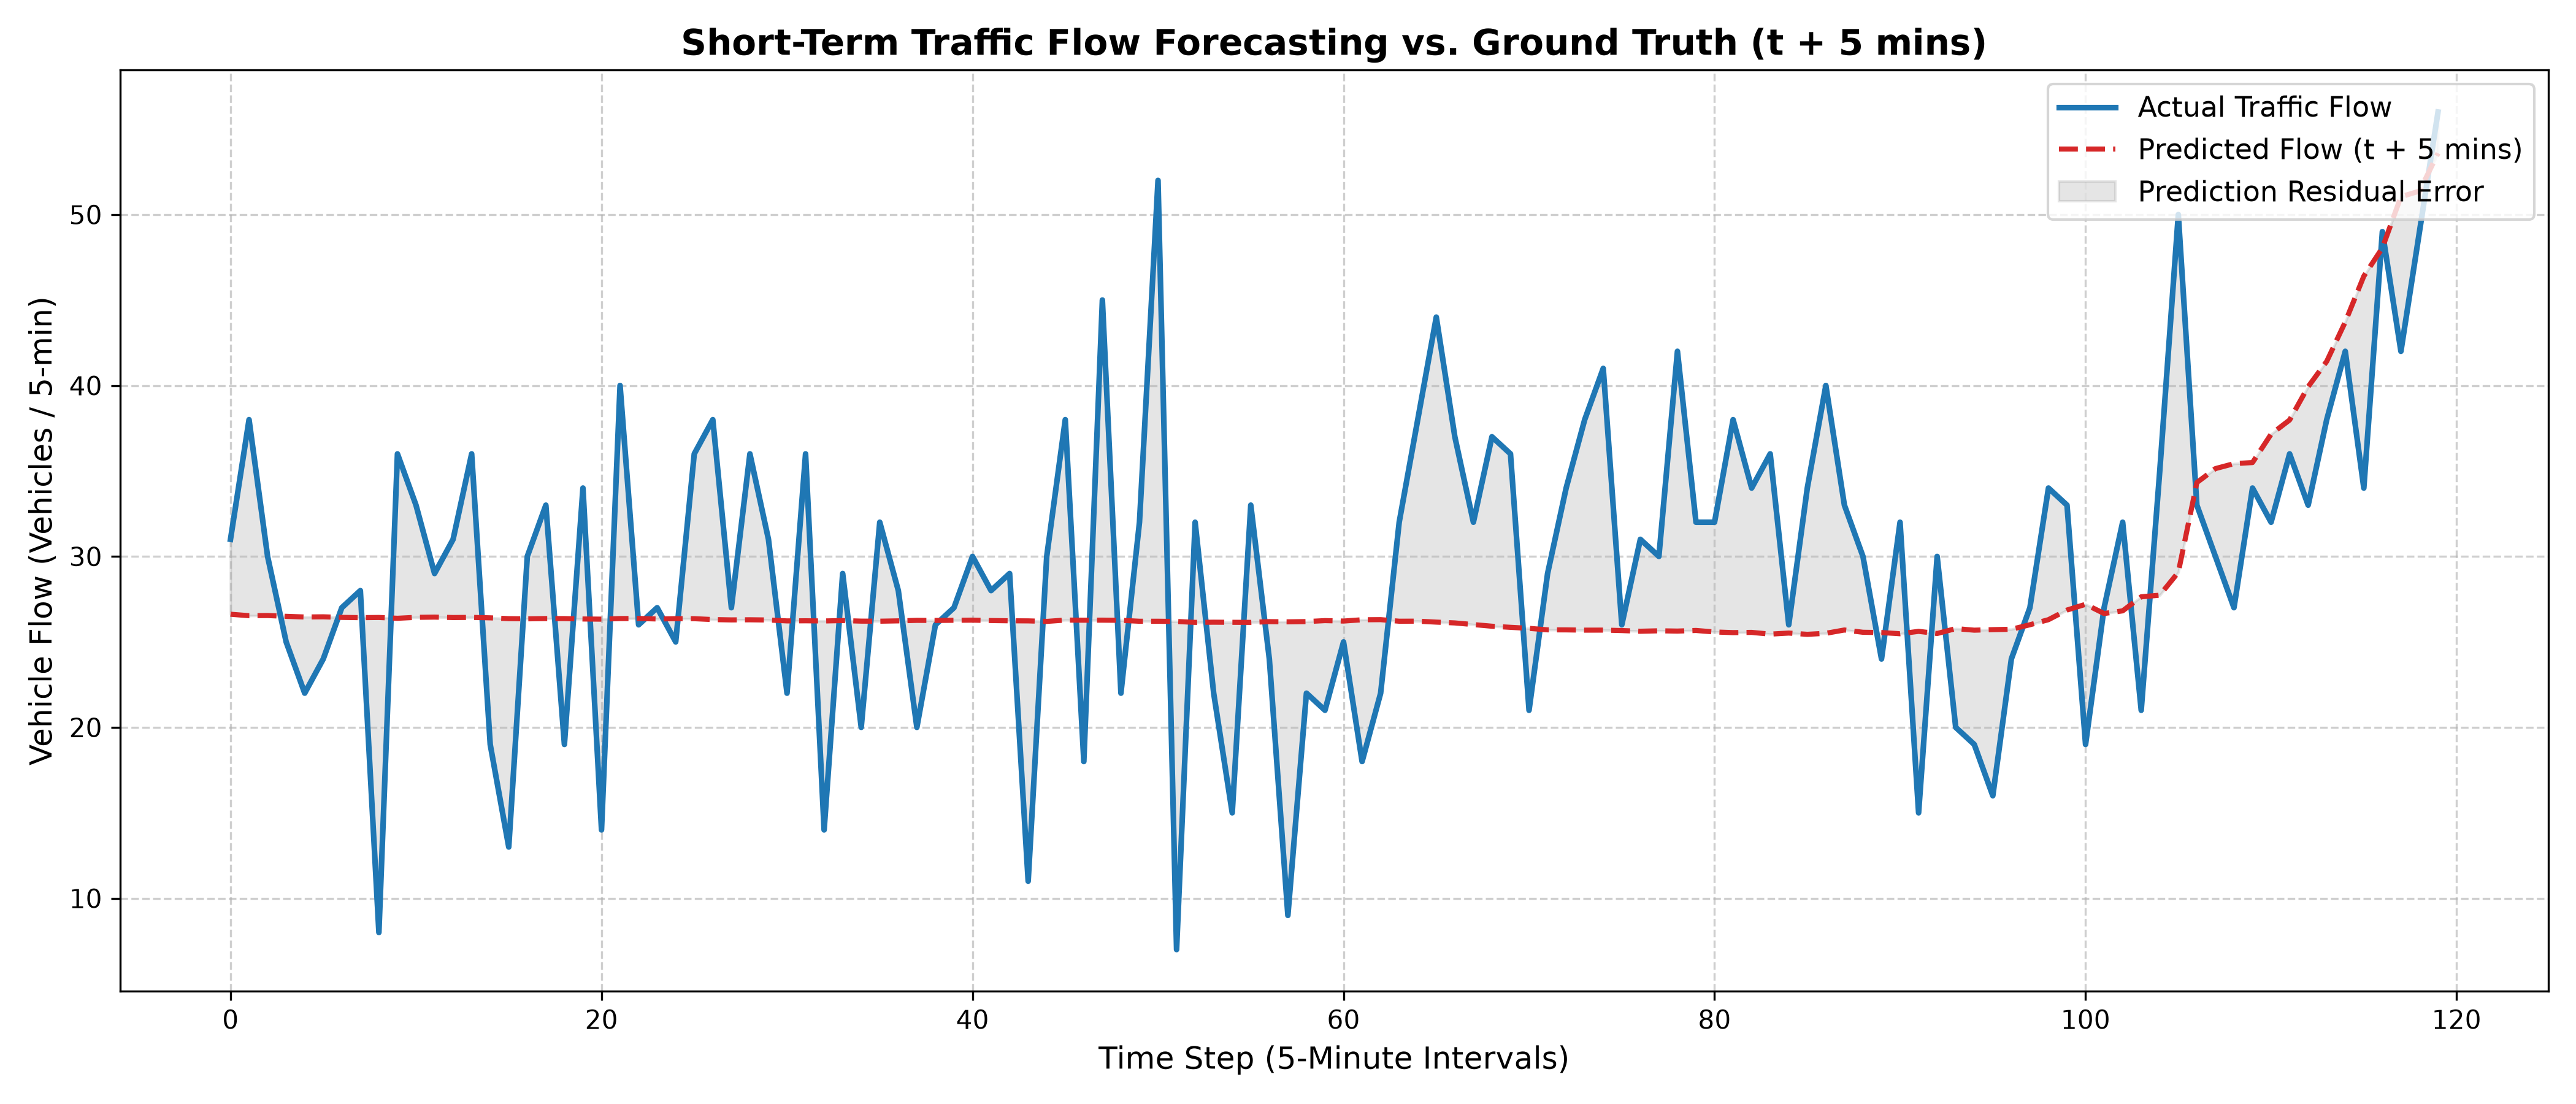 Short-Term Traffic Flow Forecasting vs. Ground Truth (t + 5 mins)
Actual Traffic Flow
Predicted Flow (t + 5 mins)
Prediction Residual Error
Vehicle Flow (Vehicles / 5-min)
50
40
30
20
10
0 20 40 60 80 100 120
Time Step (5-Minute Intervals)